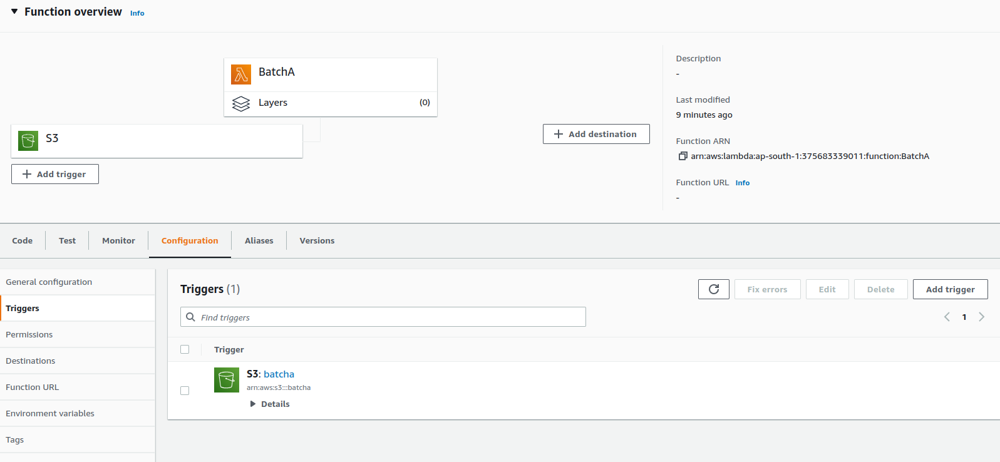 Function overview Info
BatchA
Layers (0)
S3
+ Add trigger
+ Add destination
Description
-
Last modified
9 minutes ago
Function ARN
arn:aws:lambda:ap-south-1:375683339011:function:BatchA
Function URL Info
-
Code Test Monitor Configuration Aliases Versions
General configuration
Triggers
Permissions
Destinations
Function URL
Environment variables
Tags
Triggers (1)
Fix errors Edit Delete Add trigger
Find triggers
1
Trigger
S3: batcha
arn:aws:s3:::batcha
Details